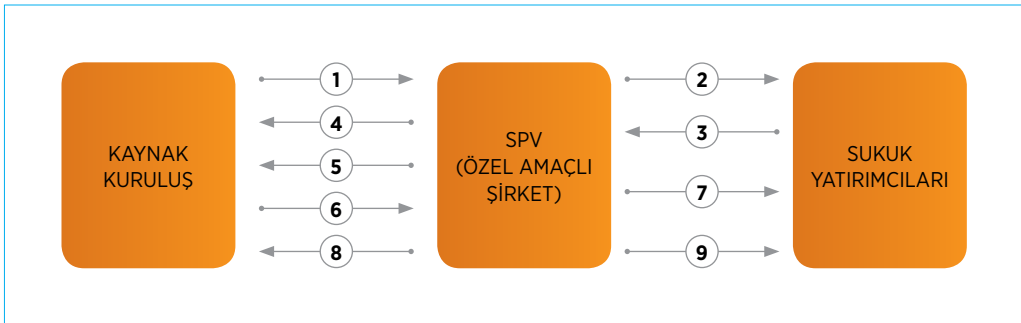 KAYNAK
KURULUŞ
1
4
5
6
8
SPV
(ÖZEL AMAÇLI
ŞİRKET)
2
3
7
9
SUKUK
YATIRIMCILARI